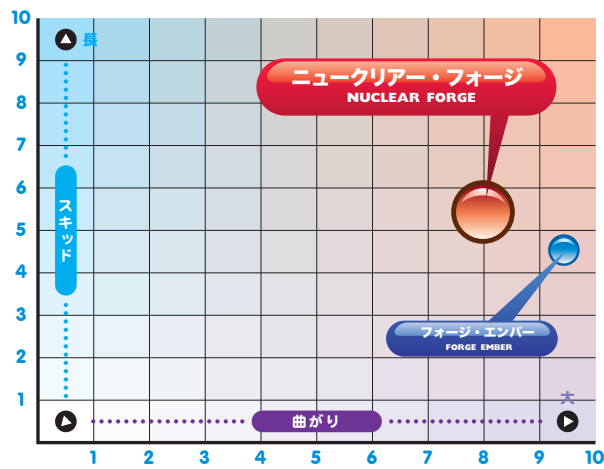 10
9
8
7
6
5
4
3
2
1
長
スキッド
ニュークリアー・フォージ
NUCLEAR FORGE
フォージ・エンバー
FORGE EMBER
大
曲がり
1 2 3 4 5 6 7 8 9 10